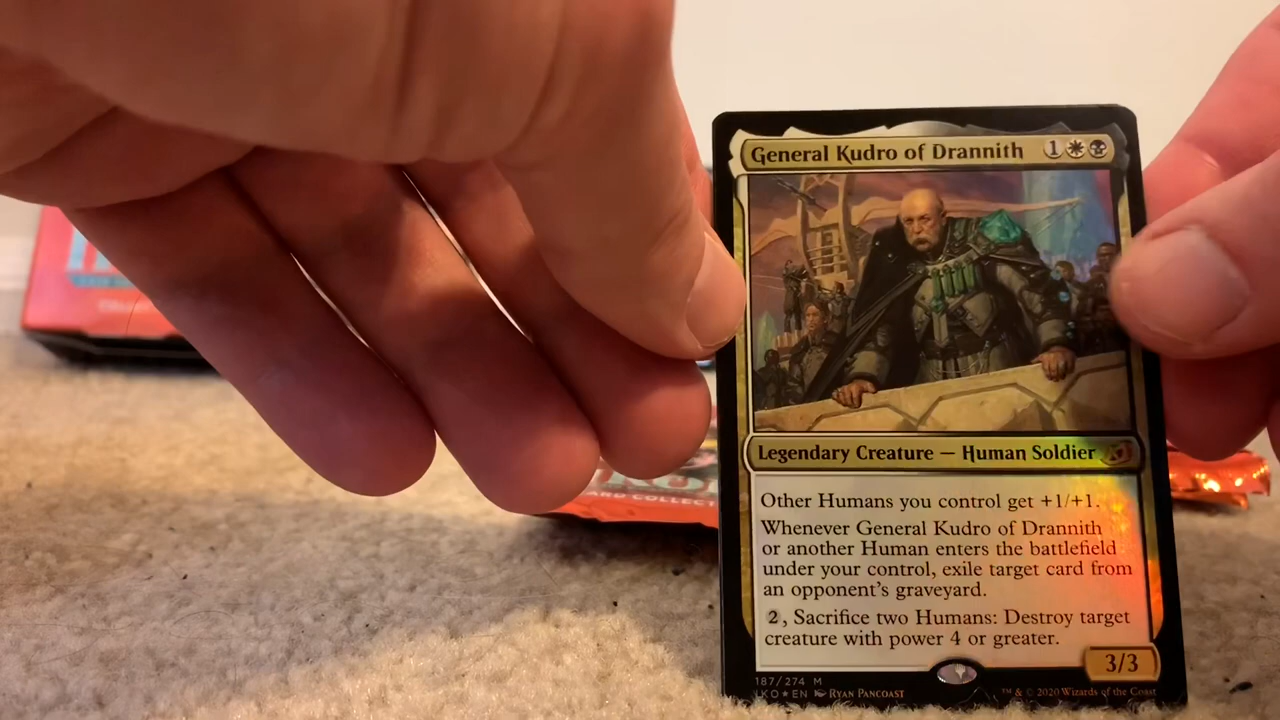 General Kudro of Drannith 1
Legendary Creature — Human Soldier
Other Humans you control get +1/+1.
Whenever General Kudro of Drannith
or another Human enters the battlefield
under your control, exile target card from
an opponent's graveyard.
2, Sacrifice two Humans: Destroy target
creature with power 4 or greater.
3/3
187/274 M
IKO★EN RYAN PANCOAST
™ & © 2020 Wizards of the Coast